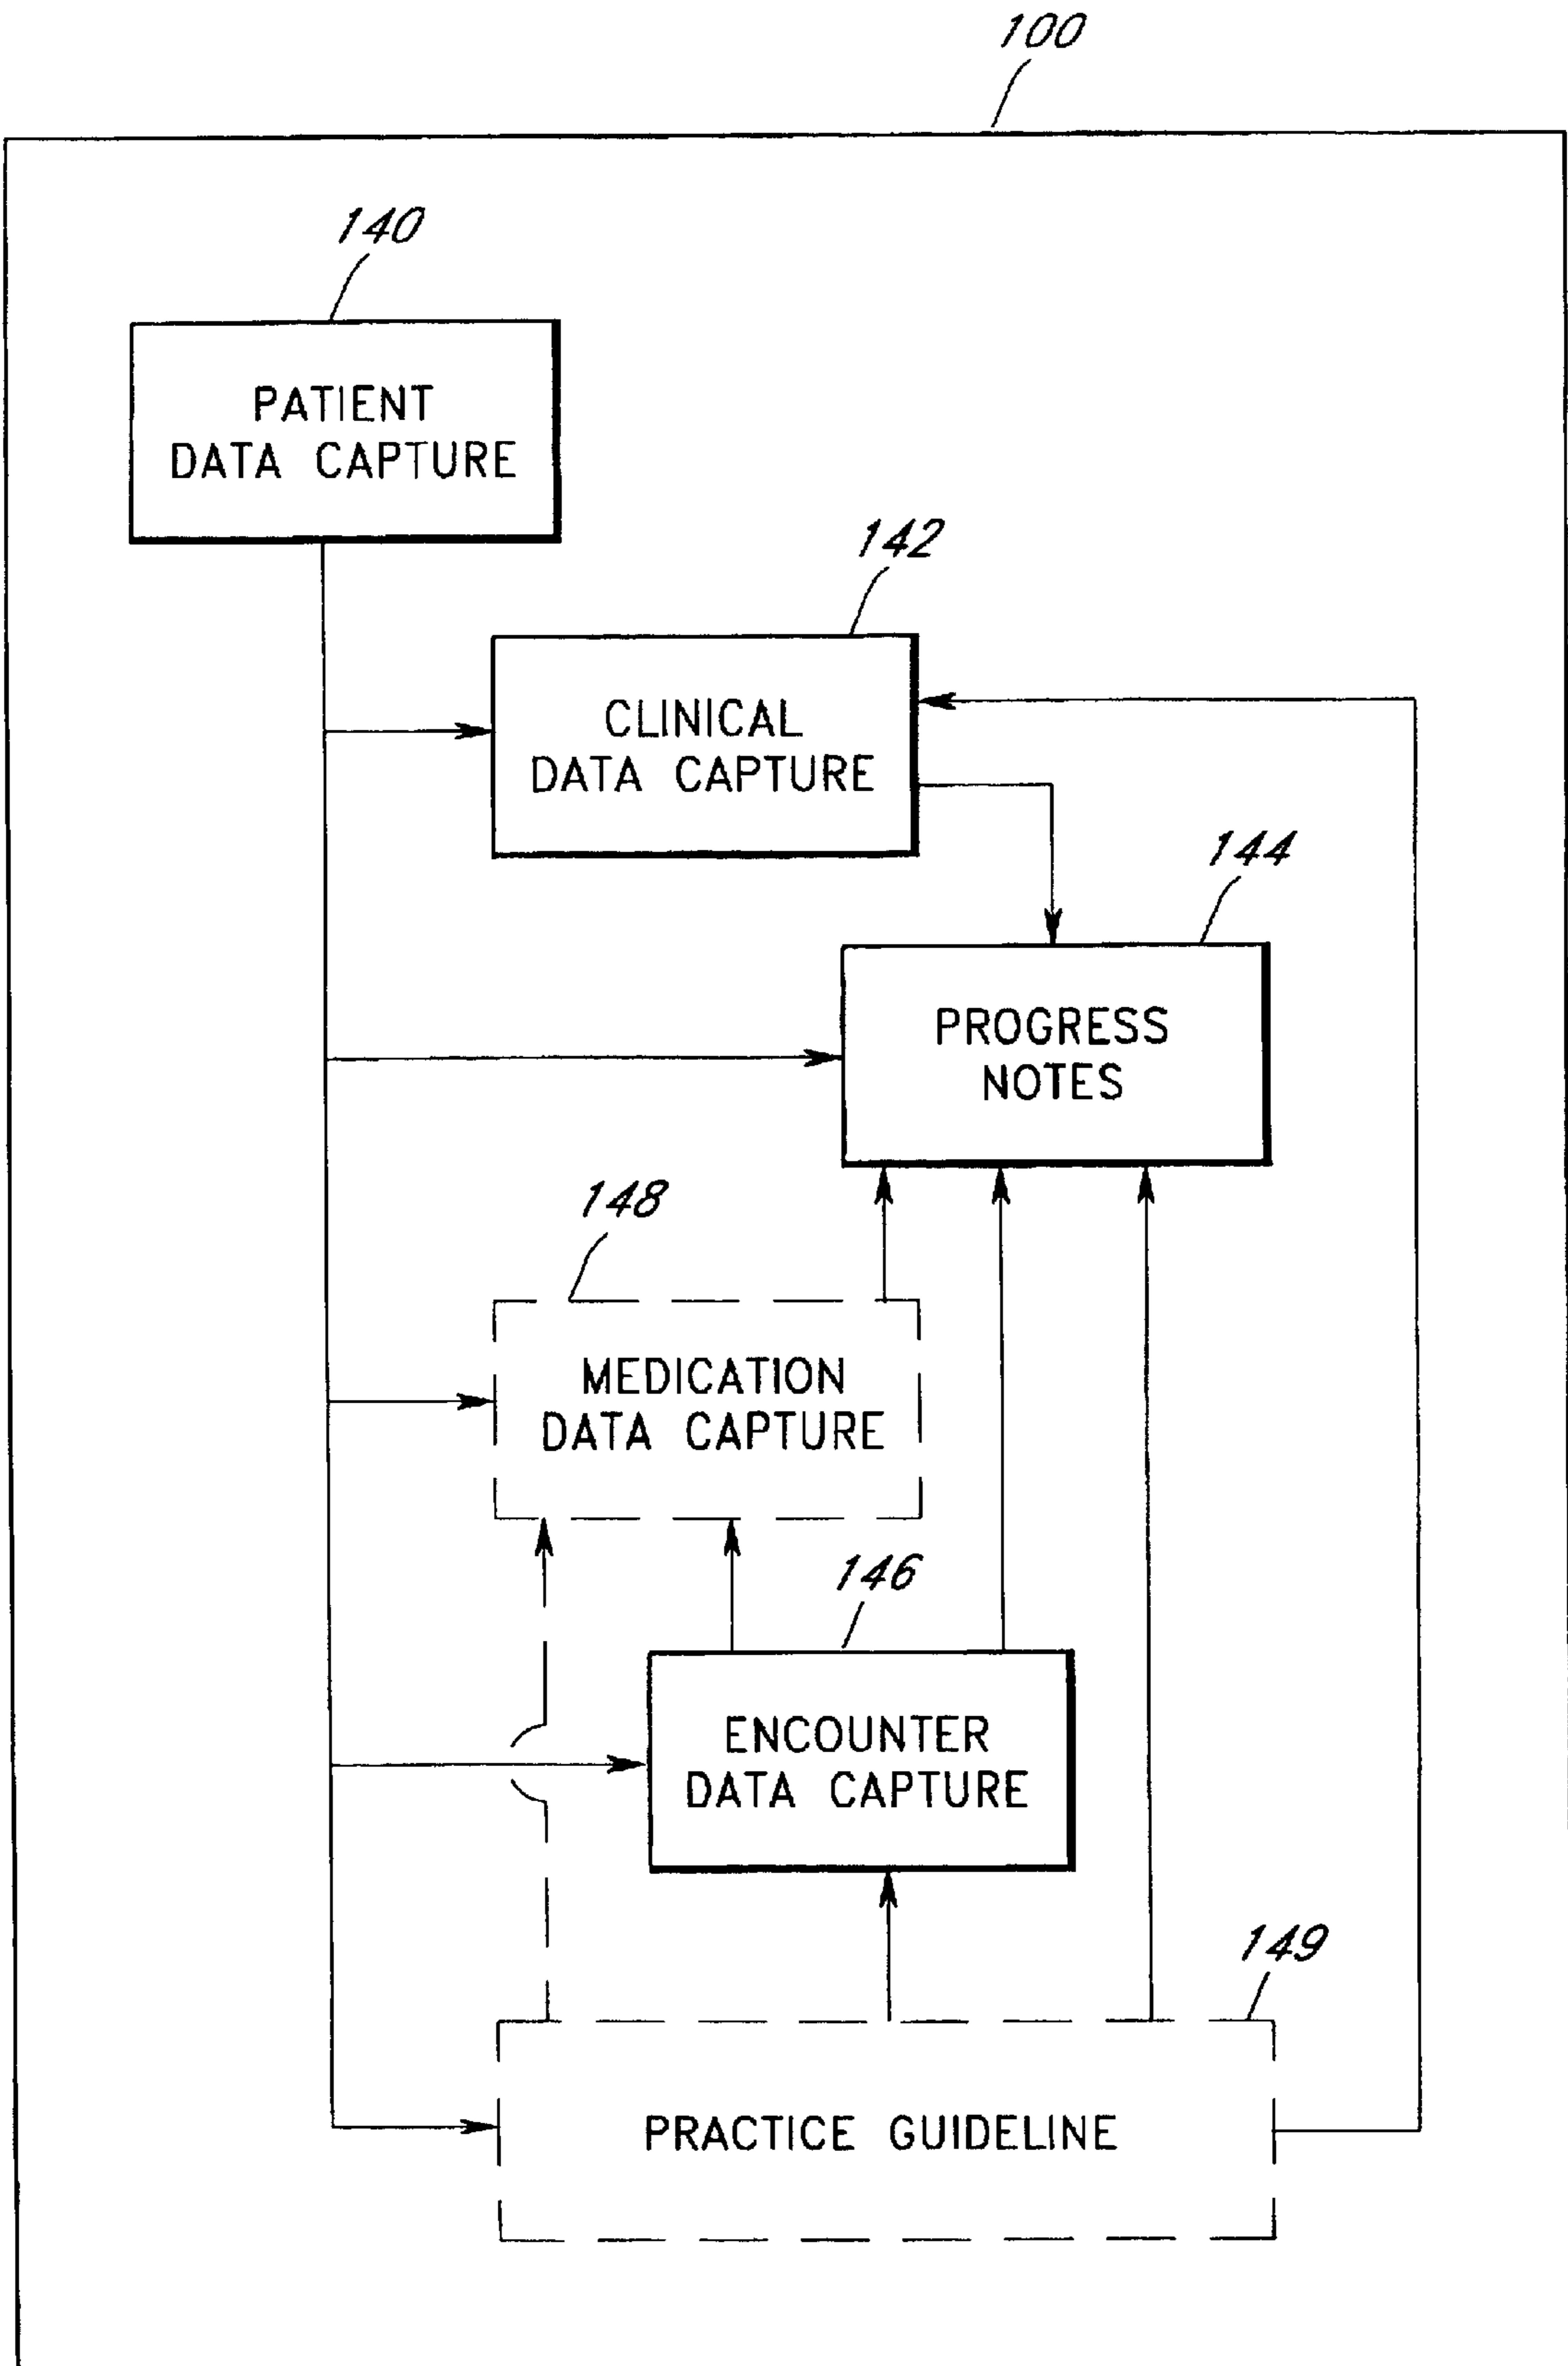 100
140
PATIENT
DATA CAPTURE
142
CLINICAL
DATA CAPTURE
144
PROGRESS
NOTES
148
MEDICATION
DATA CAPTURE
146
ENCOUNTER
DATA CAPTURE
149
PRACTICE GUIDELINE